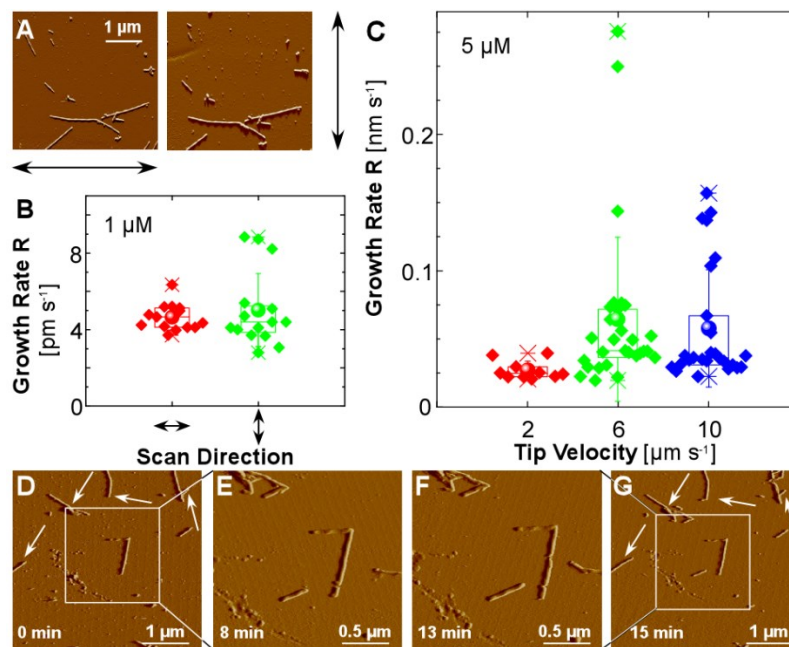 A
1 µm
B
1 µM
Growth Rate R
[pm s⁻¹]
8
4
0
Scan Direction
C
5 µM
Growth Rate R [nm s⁻¹]
0.2
0.1
0
2
6
10
Tip Velocity [µm s⁻¹]
D
0 min
1 µm
E
8 min
0.5 µm
F
13 min
0.5 µm
G
15 min
1 µm